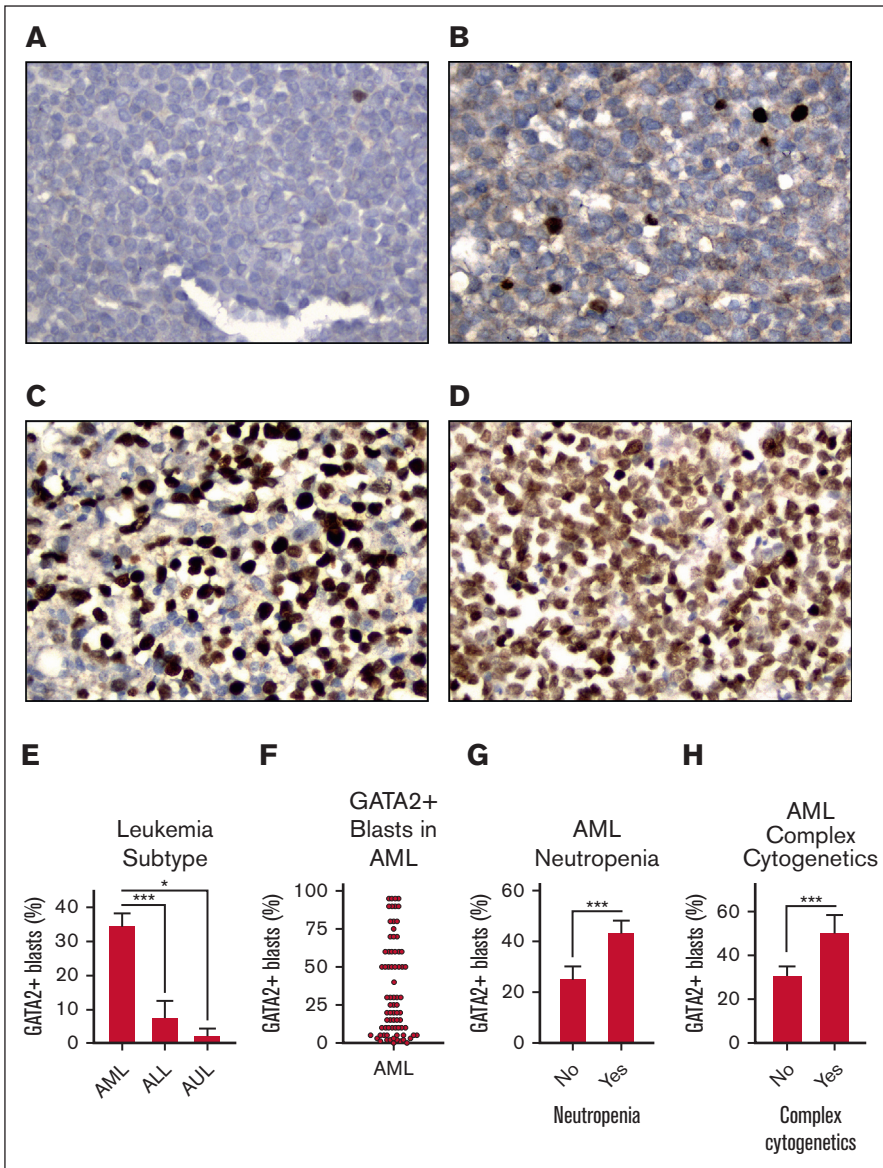 A
B
C
D
E
Leukemia
Subtype
GATA2+ blasts (%)
40
30
20
10
0
*
***
AML
ALL
AUL
F
GATA2+
Blasts in
AML
GATA2+ blasts (%)
100
75
50
25
0
AML
G
AML
Neutropenia
GATA2+ blasts (%)
60
40
20
0
***
No
Yes
Neutropenia
H
AML
Complex
Cytogenetics
GATA2+ blasts (%)
60
40
20
0
***
No
Yes
Complex
cytogenetics